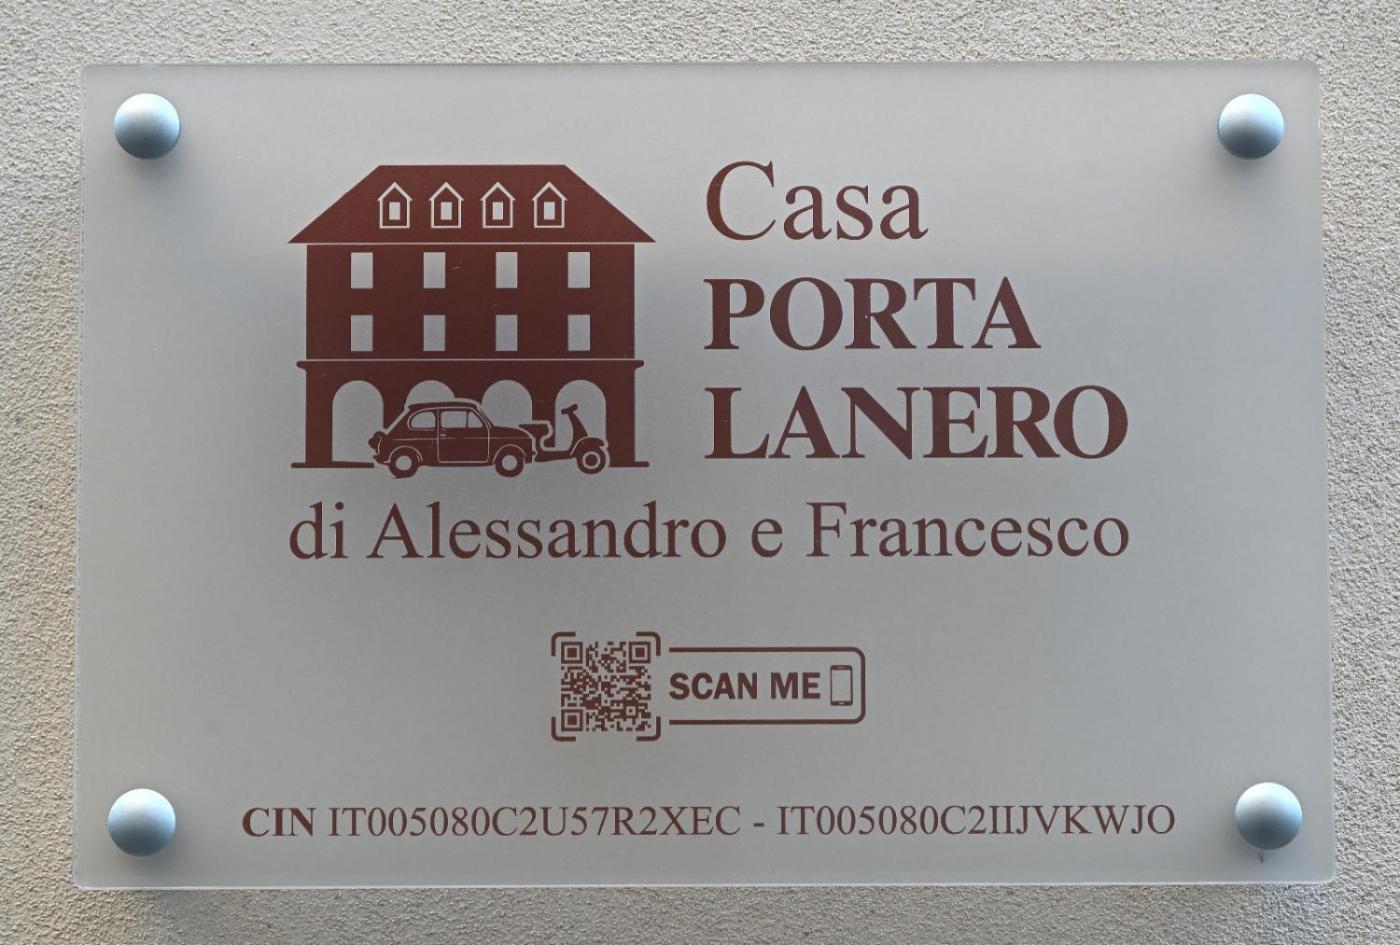 Casa
PORTA
LANERO
di Alessandro e Francesco
SCAN ME
CIN IT005080C2U57R2XEC - IT005080C2IIJVKWJO